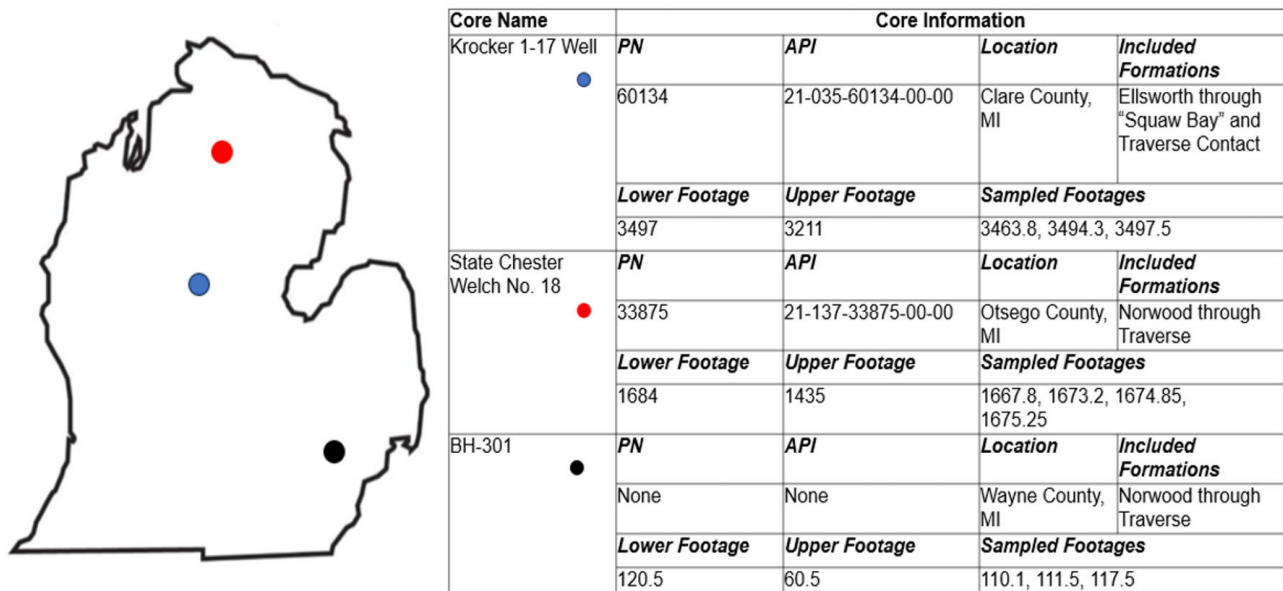 Core Name Core Information
Krocker 1-17 Well PN API Location Included
Formations
60134 21-035-60134-00-00 Clare County, Ellsworth through
MI “Squaw Bay” and
Traverse Contact
Lower Footage Upper Footage Sampled Footages
3497 3211 3463.8, 3494.3, 3497.5
State Chester PN API Location Included
Welch No. 18 Formations
33875 21-137-33875-00-00 Otsego County, Norwood through
MI Traverse
Lower Footage Upper Footage Sampled Footages
1684 1435 1667.8, 1673.2, 1674.85,
1675.25
BH-301 PN API Location Included
Formations
None None Wayne County, Norwood through
MI Traverse
Lower Footage Upper Footage Sampled Footages
120.5 60.5 110.1, 111.5, 117.5